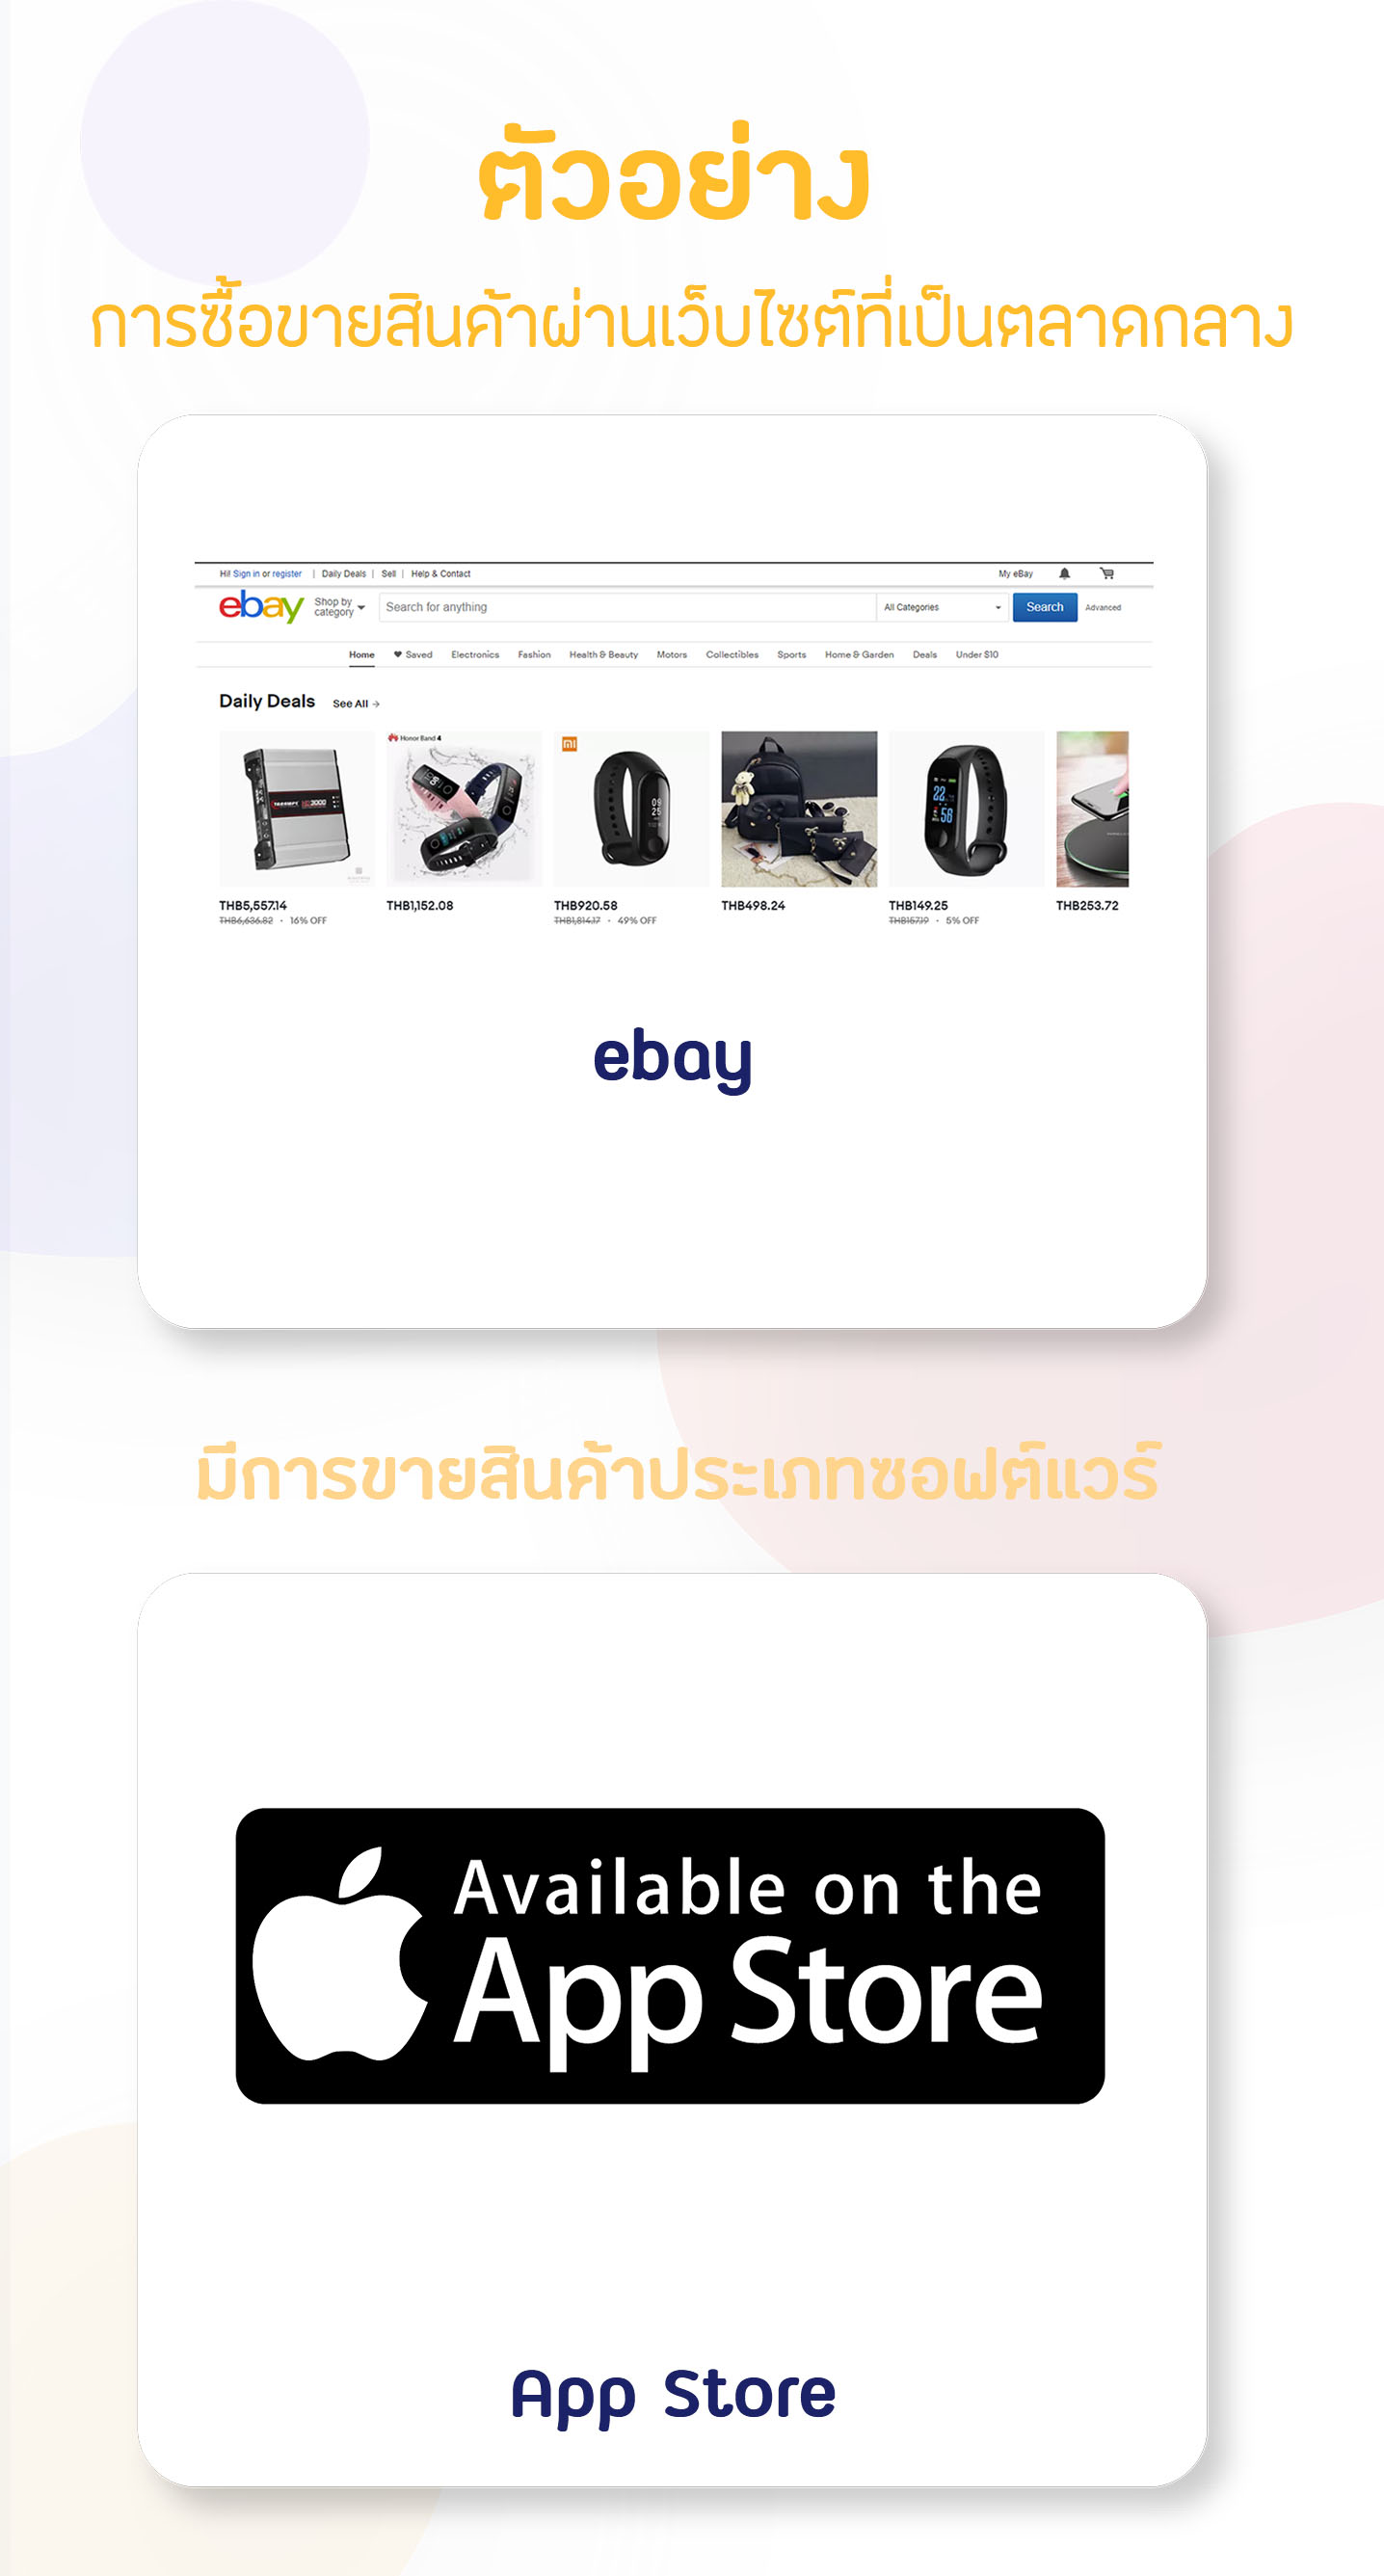 ตัวอย่าง
การซื้อขายสินค้าผ่านเว็บไซต์ที่เป็นตลาดกลาง
Hi! Sign in or register | Daily Deals | Sell | Help & Contact My eBay
ebay Shop by category Search for anything All Categories Search Advanced
Home Saved Electronics Fashion Health & Beauty Motors Collectibles Sports Home & Garden Deals Under $10
Daily Deals See All →
Honor Band 4
mi
THB5,557.14 THB1,152.08 THB920.58 THB498.24 THB149.25 THB253.72
THB6,636.82 · 16% OFF THB1,814.17 · 49% OFF THB157.19 · 5% OFF
ebay
มีการขายสินค้าประเภทซอฟต์แวร์
Available on the
App Store
App Store